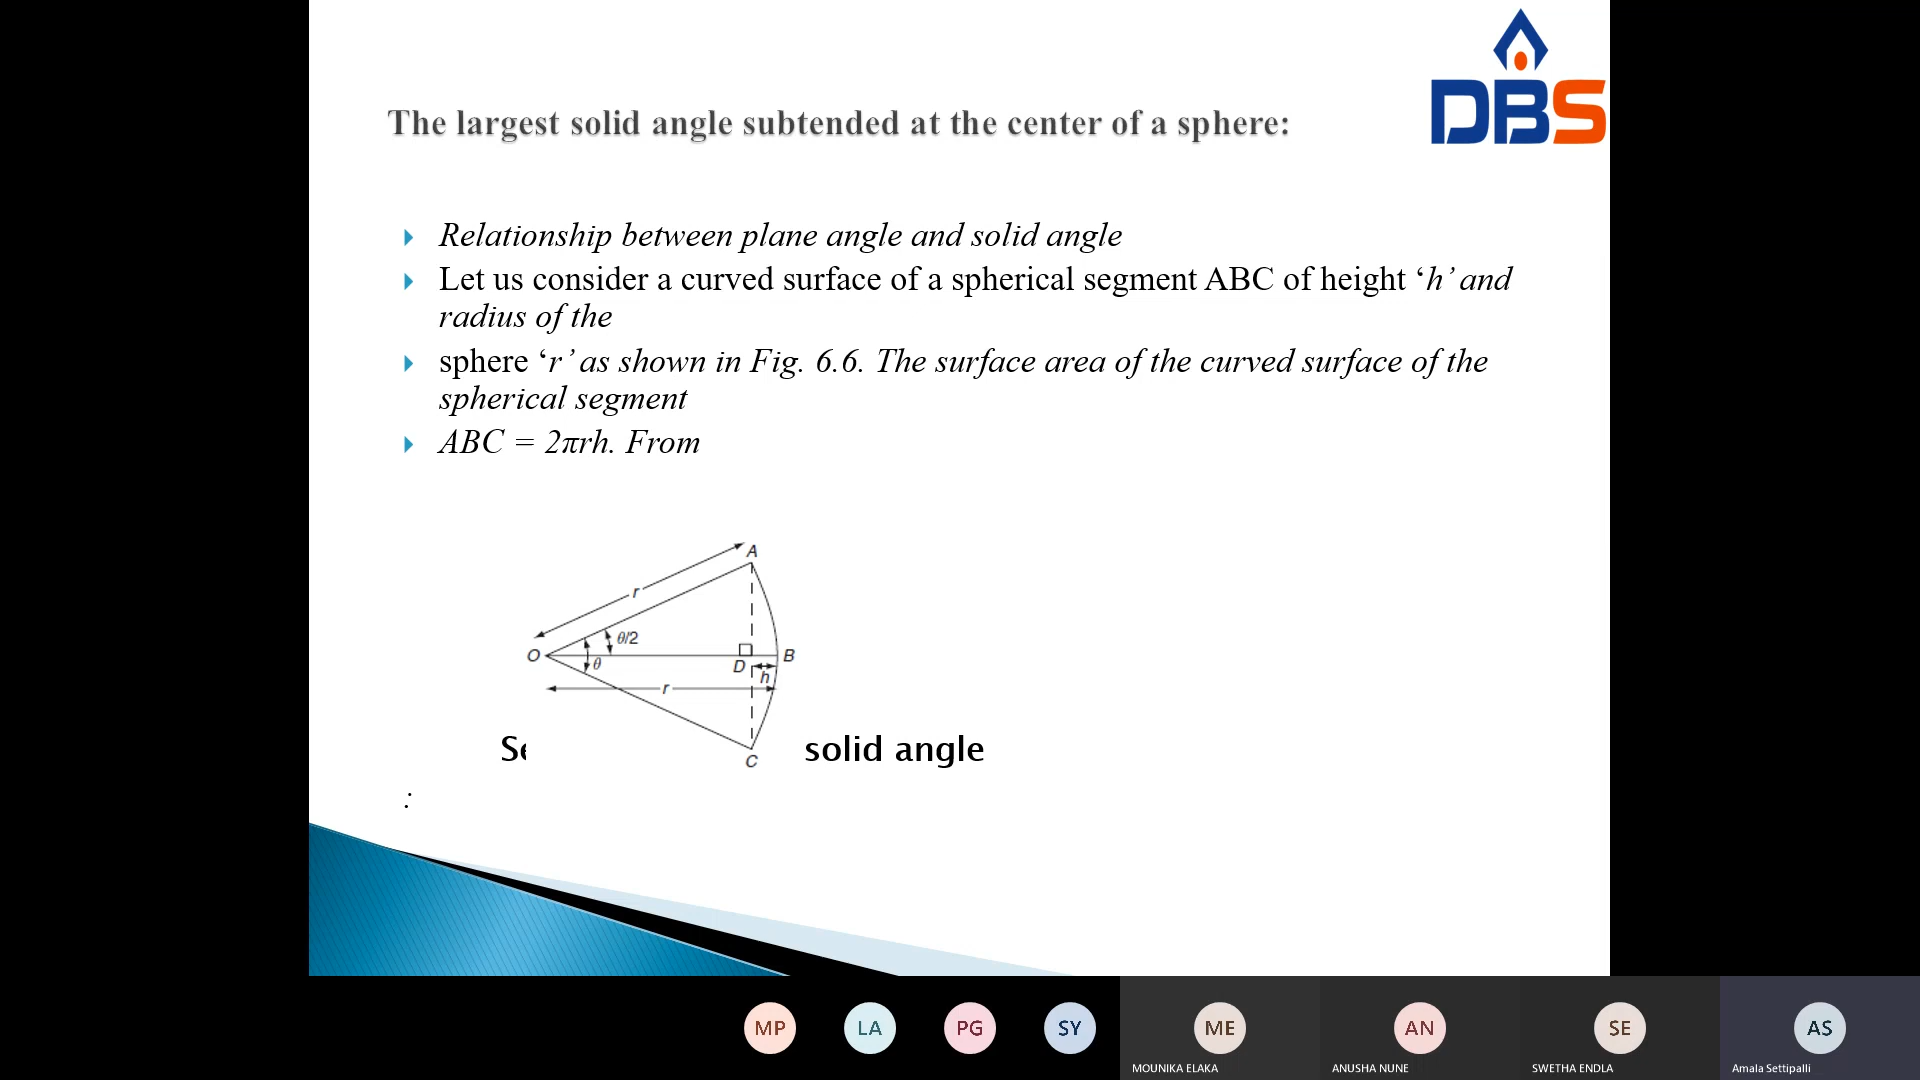 DBS
The largest solid angle subtended at the center of a sphere:
Relationship between plane angle and solid angle
Let us consider a curved surface of a spherical segment ABC of height ‘h’ and
radius of the
sphere ‘r’ as shown in Fig. 6.6. The surface area of the curved surface of the
spherical segment
ABC = 2πrh. From
A
r
θ/2
O
θ
D
B
h
r
C
solid angle
:
MP LA PG SY ME AN SE AS
MOUNIKA ELAKA ANUSHA NUNE SWETHA ENDLA Amala Settipalli